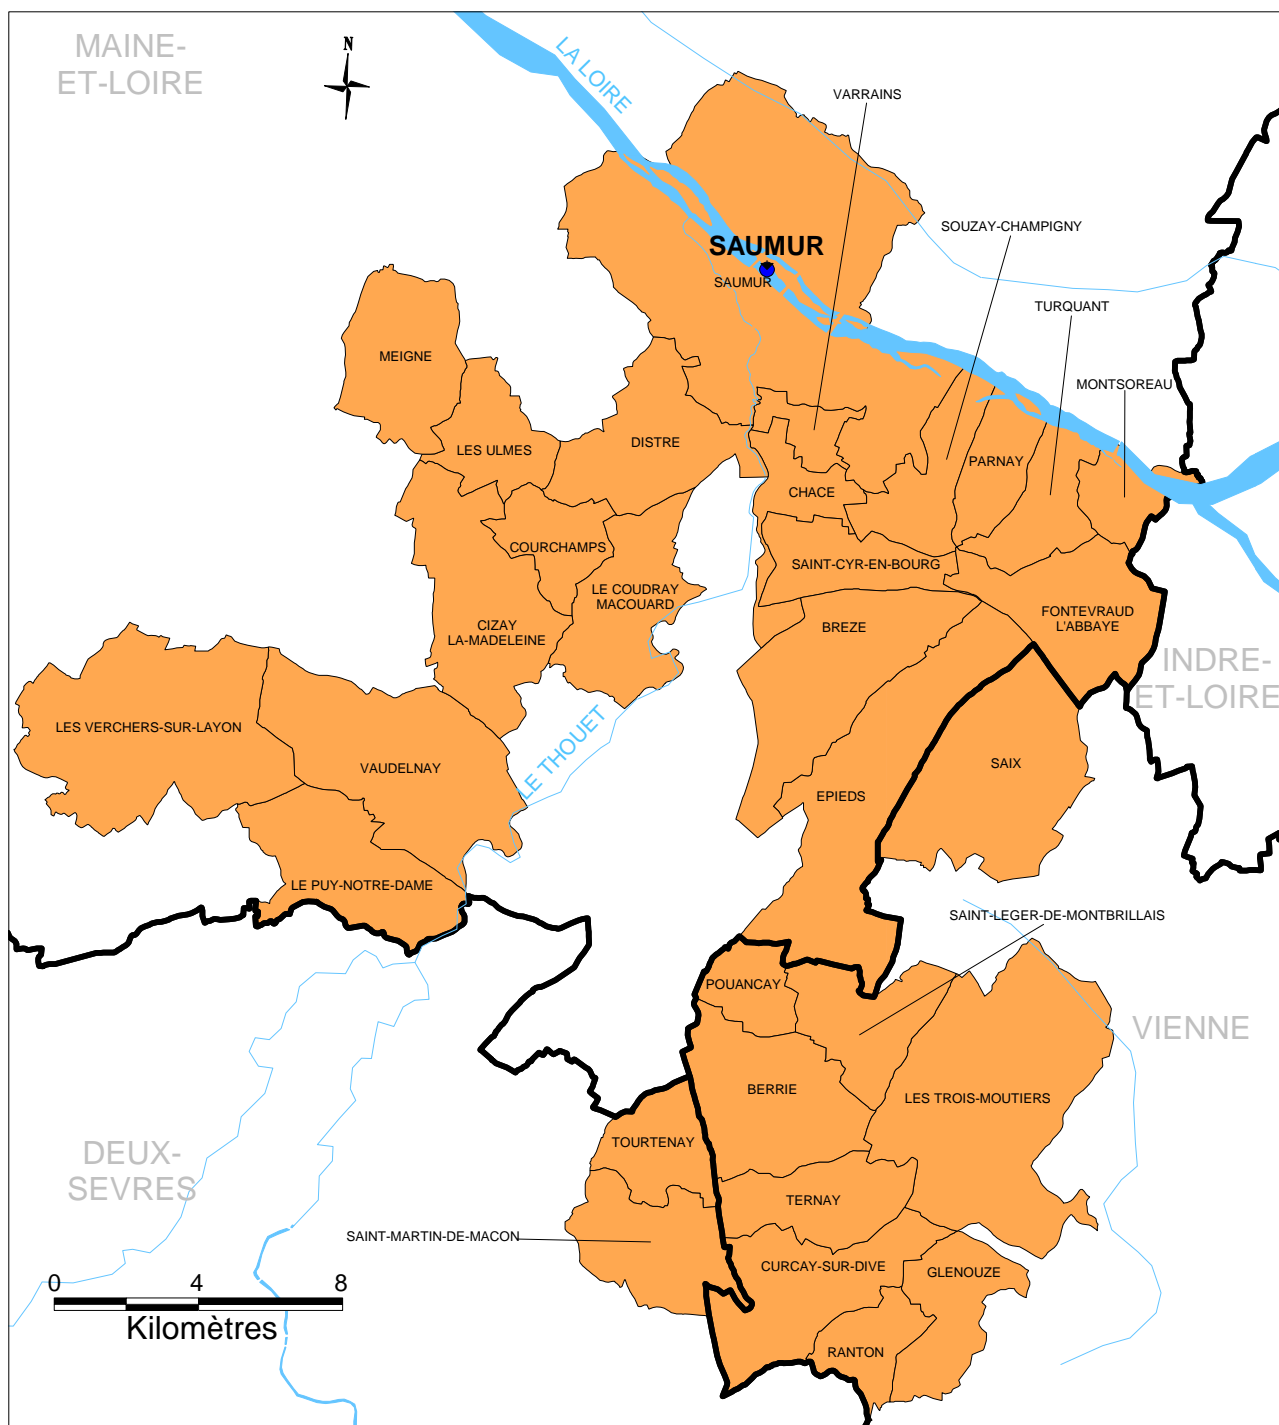 MAINE-
ET-LOIRE
N
LA LOIRE
VARRAINS
SOUZAY-CHAMPIGNY
SAUMUR
SAUMUR
TURQUANT
MEIGNE
MONTSOREAU
LES ULMES
DISTRE
PARNAY
CHACE
COURCHAMPS
SAINT-CYR-EN-BOURG
LE COUDRAY
MACOUARD
CIZAY
LA-MADELEINE
BREZE
FONTEVRAUD
L'ABBAYE
INDRE-
ET-LOIRE
LES VERCHERS-SUR-LAYON
VAUDELNAY
LE THOUET
SAIX
EPIEDS
LE PUY-NOTRE-DAME
SAINT-LEGER-DE-MONTBRILLAIS
POUANCAY
VIENNE
BERRIE
LES TROIS-MOUTIERS
TOURTENAY
DEUX-
SEVRES
TERNAY
SAINT-MARTIN-DE-MACON
CURCAY-SUR-DIVE
GLENOUZE
0 4 8
Kilomètres
RANTON